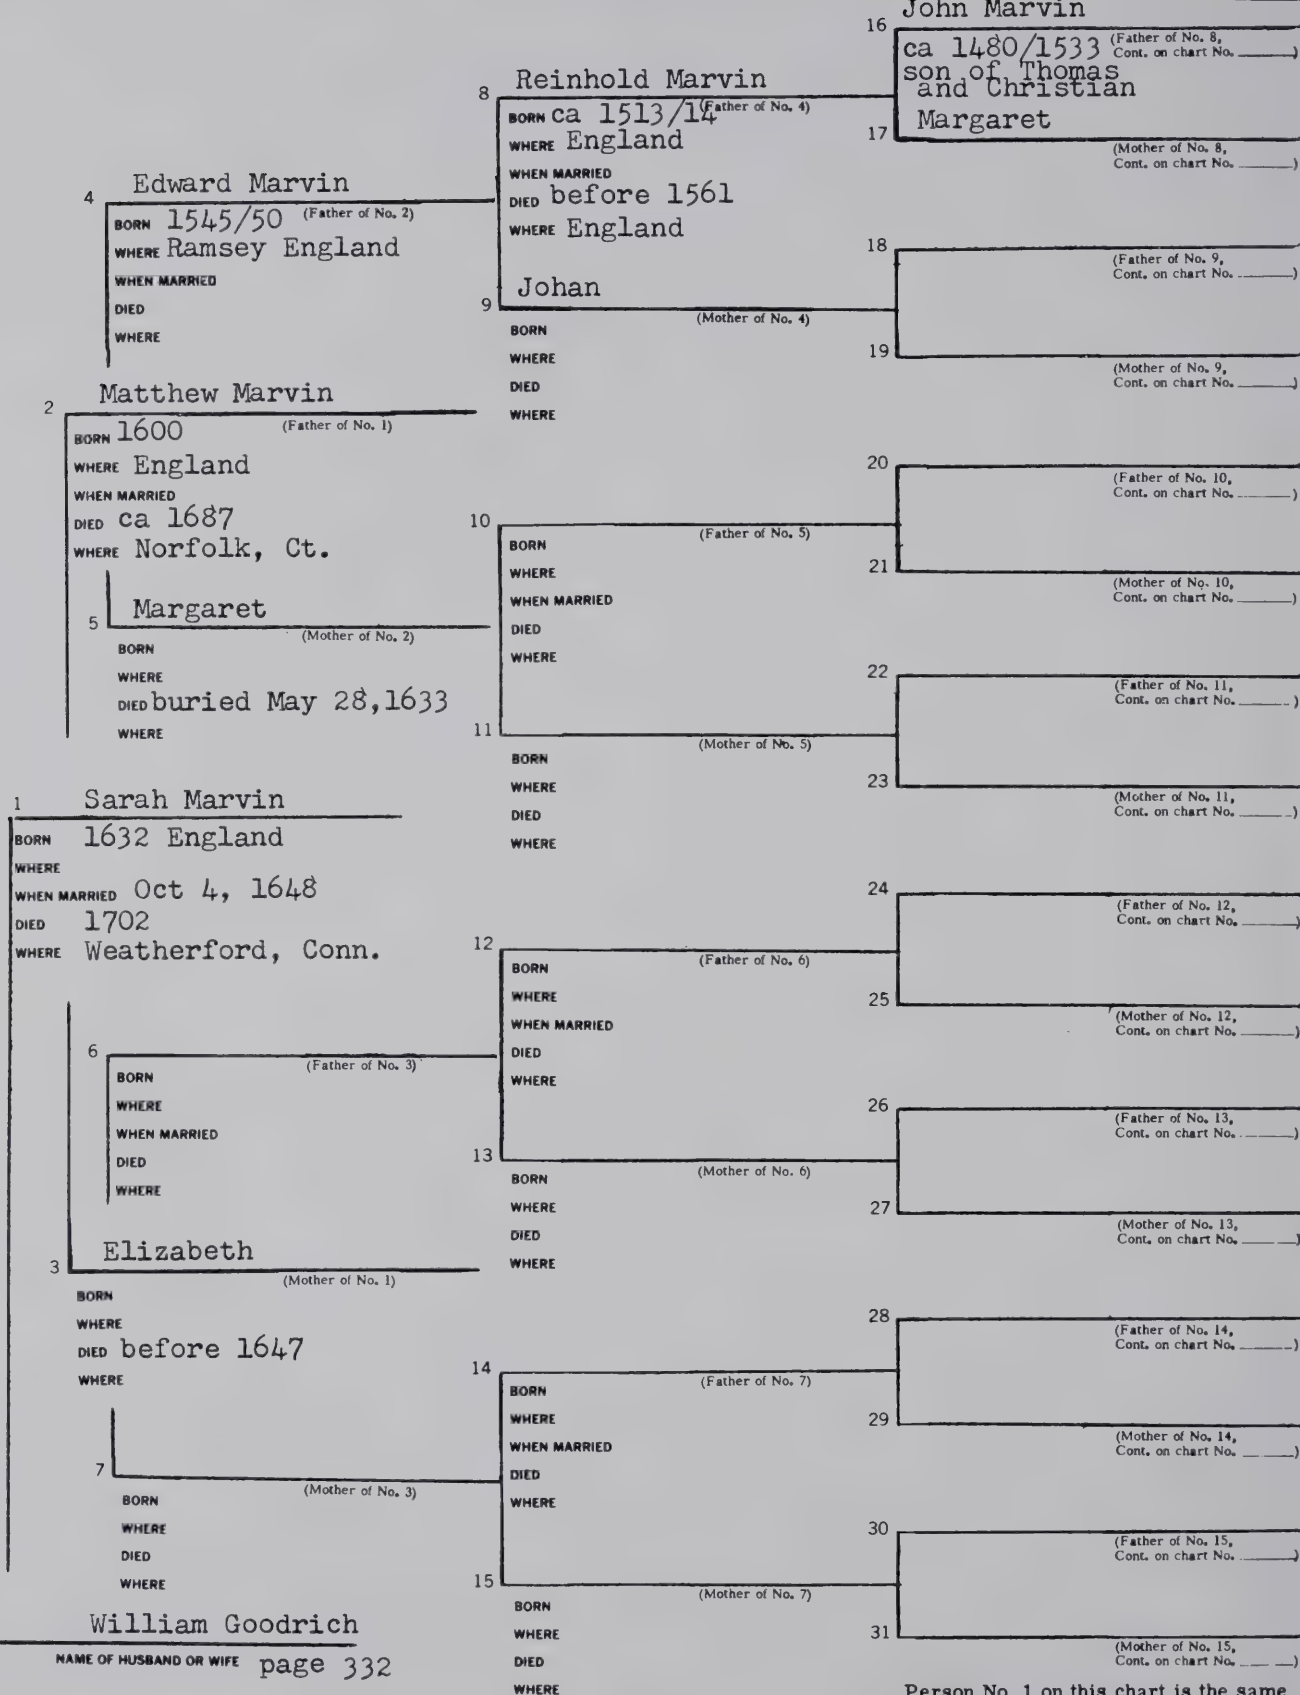 1 Sarah Marvin
BORN 1632 England
WHERE
WHEN MARRIED Oct 4, 1648
DIED 1702
WHERE Weatherford, Conn.
2 Matthew Marvin
(Father of No. 1)
BORN 1600
WHERE England
WHEN MARRIED
DIED ca 1687
WHERE Norfolk, Ct.
3 Elizabeth
(Mother of No. 1)
BORN
WHERE
DIED before 1647
WHERE
William Goodrich
NAME OF HUSBAND OR WIFE page 332
4 Edward Marvin
BORN 1545/50 (Father of No. 2)
WHERE Ramsey England
WHEN MARRIED
DIED
WHERE
5 Margaret
(Mother of No. 2)
BORN
WHERE
DIED buried May 28,1633
WHERE
6
(Father of No. 3)
BORN
WHERE
WHEN MARRIED
DIED
WHERE
7
(Mother of No. 3)
BORN
WHERE
DIED
WHERE
8 Reinhold Marvin
BORN ca 1513/14 (Father of No. 4)
WHERE England
WHEN MARRIED
DIED before 1561
WHERE England
9 Johan
(Mother of No. 4)
BORN
WHERE
DIED
WHERE
10
(Father of No. 5)
BORN
WHERE
WHEN MARRIED
DIED
WHERE
11
(Mother of No. 5)
BORN
WHERE
DIED
WHERE
12
(Father of No. 6)
BORN
WHERE
WHEN MARRIED
DIED
WHERE
13
(Mother of No. 6)
BORN
WHERE
DIED
WHERE
14
(Father of No. 7)
BORN
WHERE
WHEN MARRIED
DIED
WHERE
15
(Mother of No. 7)
BORN
WHERE
DIED
WHERE
16 John Marvin
(Father of No. 8,
Cont. on chart No. ______)
ca 1480/1533
son of Thomas
and Christian
17 Margaret
(Mother of No. 8,
Cont. on chart No. ______)
18
(Father of No. 9,
Cont. on chart No. ______)
19
(Mother of No. 9,
Cont. on chart No. ______)
20
(Father of No. 10,
Cont. on chart No. ______)
21
(Mother of No. 10,
Cont. on chart No. ______)
22
(Father of No. 11,
Cont. on chart No. ______)
23
(Mother of No. 11,
Cont. on chart No. ______)
24
(Father of No. 12,
Cont. on chart No. ______)
25
(Mother of No. 12,
Cont. on chart No. ______)
26
(Father of No. 13,
Cont. on chart No. ______)
27
(Mother of No. 13,
Cont. on chart No. ______)
28
(Father of No. 14,
Cont. on chart No. ______)
29
(Mother of No. 14,
Cont. on chart No. ______)
30
(Father of No. 15,
Cont. on chart No. ______)
31
(Mother of No. 15,
Cont. on chart No. ______)
Person No. 1 on this chart is the same